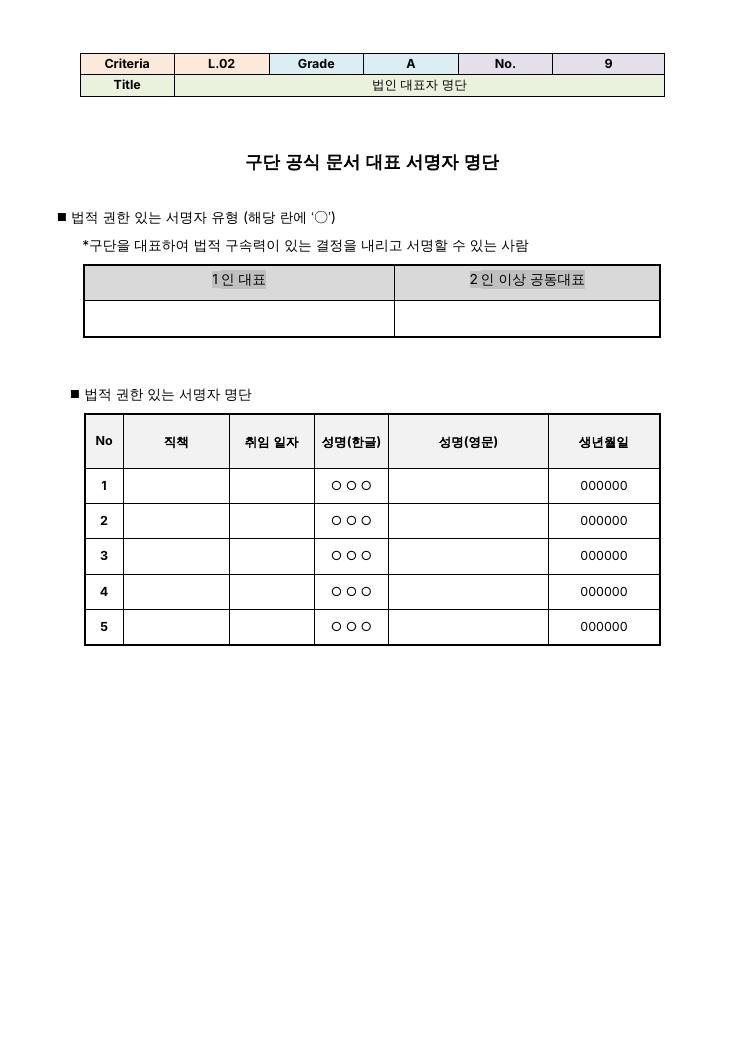 Criteria L.02 Grade A No. 9
Title 법인 대표자 명단
구단 공식 문서 대표 서명자 명단
■ 법적 권한 있는 서명자 유형 (해당 란에 ‘○’)
*구단을 대표하여 법적 구속력이 있는 결정을 내리고 서명할 수 있는 사람
1인 대표 2인 이상 공동대표
■ 법적 권한 있는 서명자 명단
No 직책 취임 일자 성명(한글) 성명(영문) 생년월일
1 ○ ○ ○ 000000
2 ○ ○ ○ 000000
3 ○ ○ ○ 000000
4 ○ ○ ○ 000000
5 ○ ○ ○ 000000